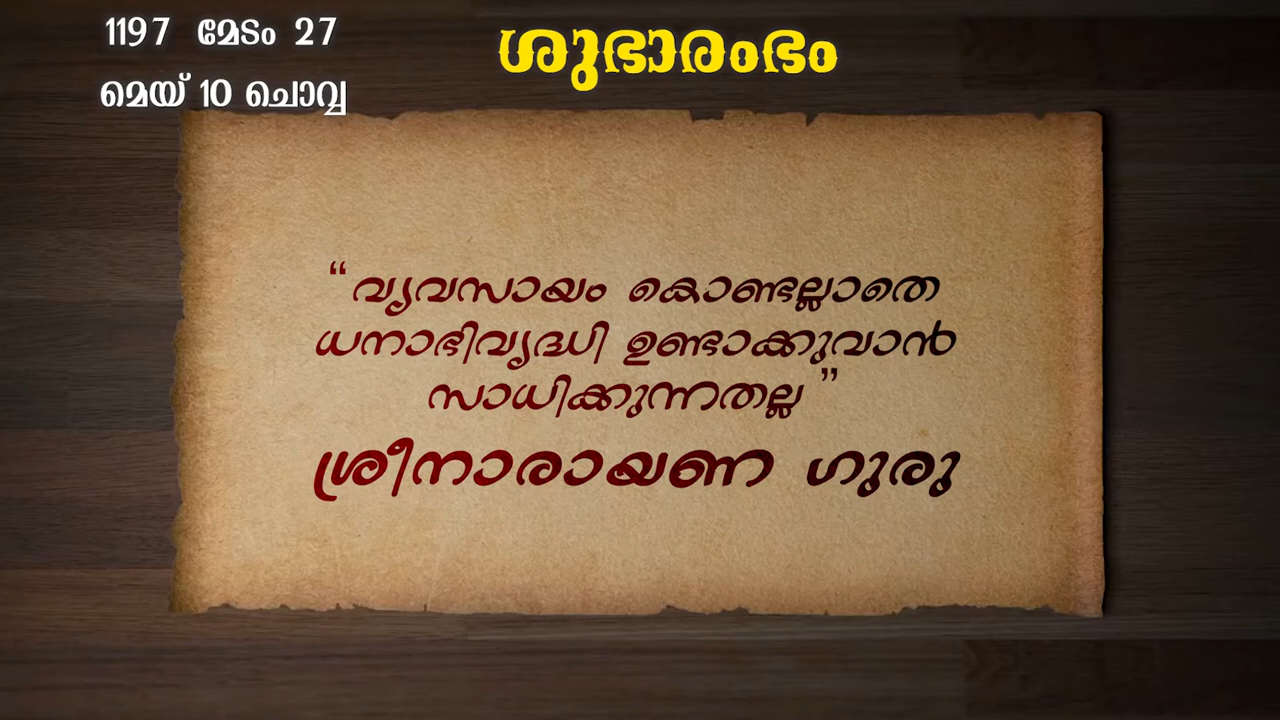 1197 മേടം 27
മെയ് 10 ചൊവ്വ
ശുഭാരംഭം
“വ്യവസായം കൊണ്ടല്ലാതെ
ധനാഭിവൃദ്ധി ഉണ്ടാക്കുവാൻ
സാധിക്കുന്നതല്ല”
ശ്രീനാരായണ ഗുരു